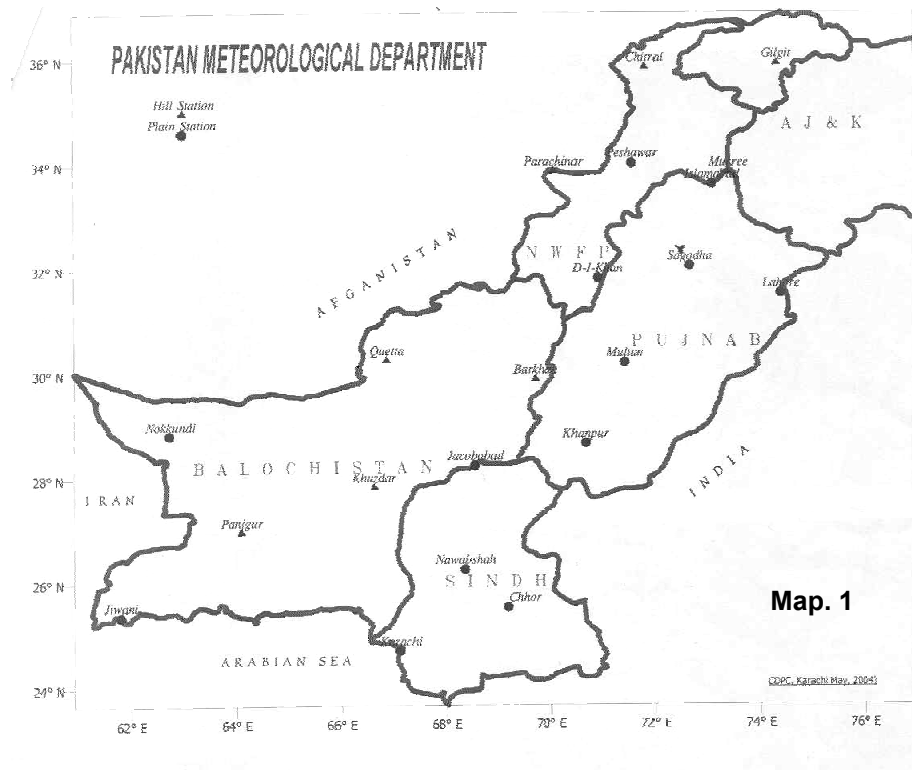 PAKISTAN METEOROLOGICAL DEPARTMENT
36° N
Hill Station
Plain Station
Chitral
Gilgit
A J & K
34° N
Parachinar
Peshawar
Murree
Islamabad
AFGANISTAN
N W F P
D-I-Khan
Sagodha
32° N
Lahore
Quetta
Barkhan
Multan
P U J N A B
30° N
Nokkundi
Khanpur
Jacobabad
B A L O C H I S T A N
Khuzdar
28° N
INDIA
IRAN
Panjgur
Nawabshah
S I N D H
Chhor
26° N
Jiwani
Map. 1
Karachi
ARABIAN SEA
24° N
CDPC, Karachi May, 2004)
62° E 64° E 66° E 68° E 70° E 72° E 74° E 76° E